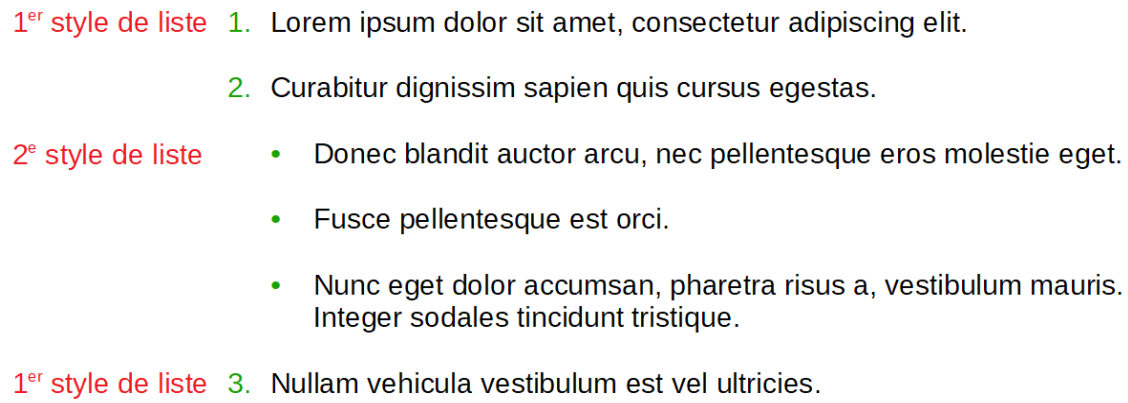 1er style de liste 1. Lorem ipsum dolor sit amet, consectetur adipiscing elit.
2. Curabitur dignissim sapien quis cursus egestas.
2e style de liste • Donec blandit auctor arcu, nec pellentesque eros molestie eget.
• Fusce pellentesque est orci.
• Nunc eget dolor accumsan, pharetra risus a, vestibulum mauris.
Integer sodales tincidunt tristique.
1er style de liste 3. Nullam vehicula vestibulum est vel ultricies.